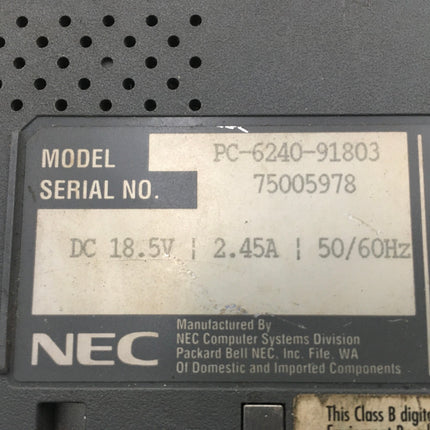 MODEL PC-6240-91803
SERIAL NO. 75005978
DC 18.5V ¦ 2.45A ¦ 50/60Hz
NEC
Manufactured By
NEC Computer Systems Division
Packard Bell NEC, Inc. Fife, WA
Of Domestic and Imported Components
This Class B digit